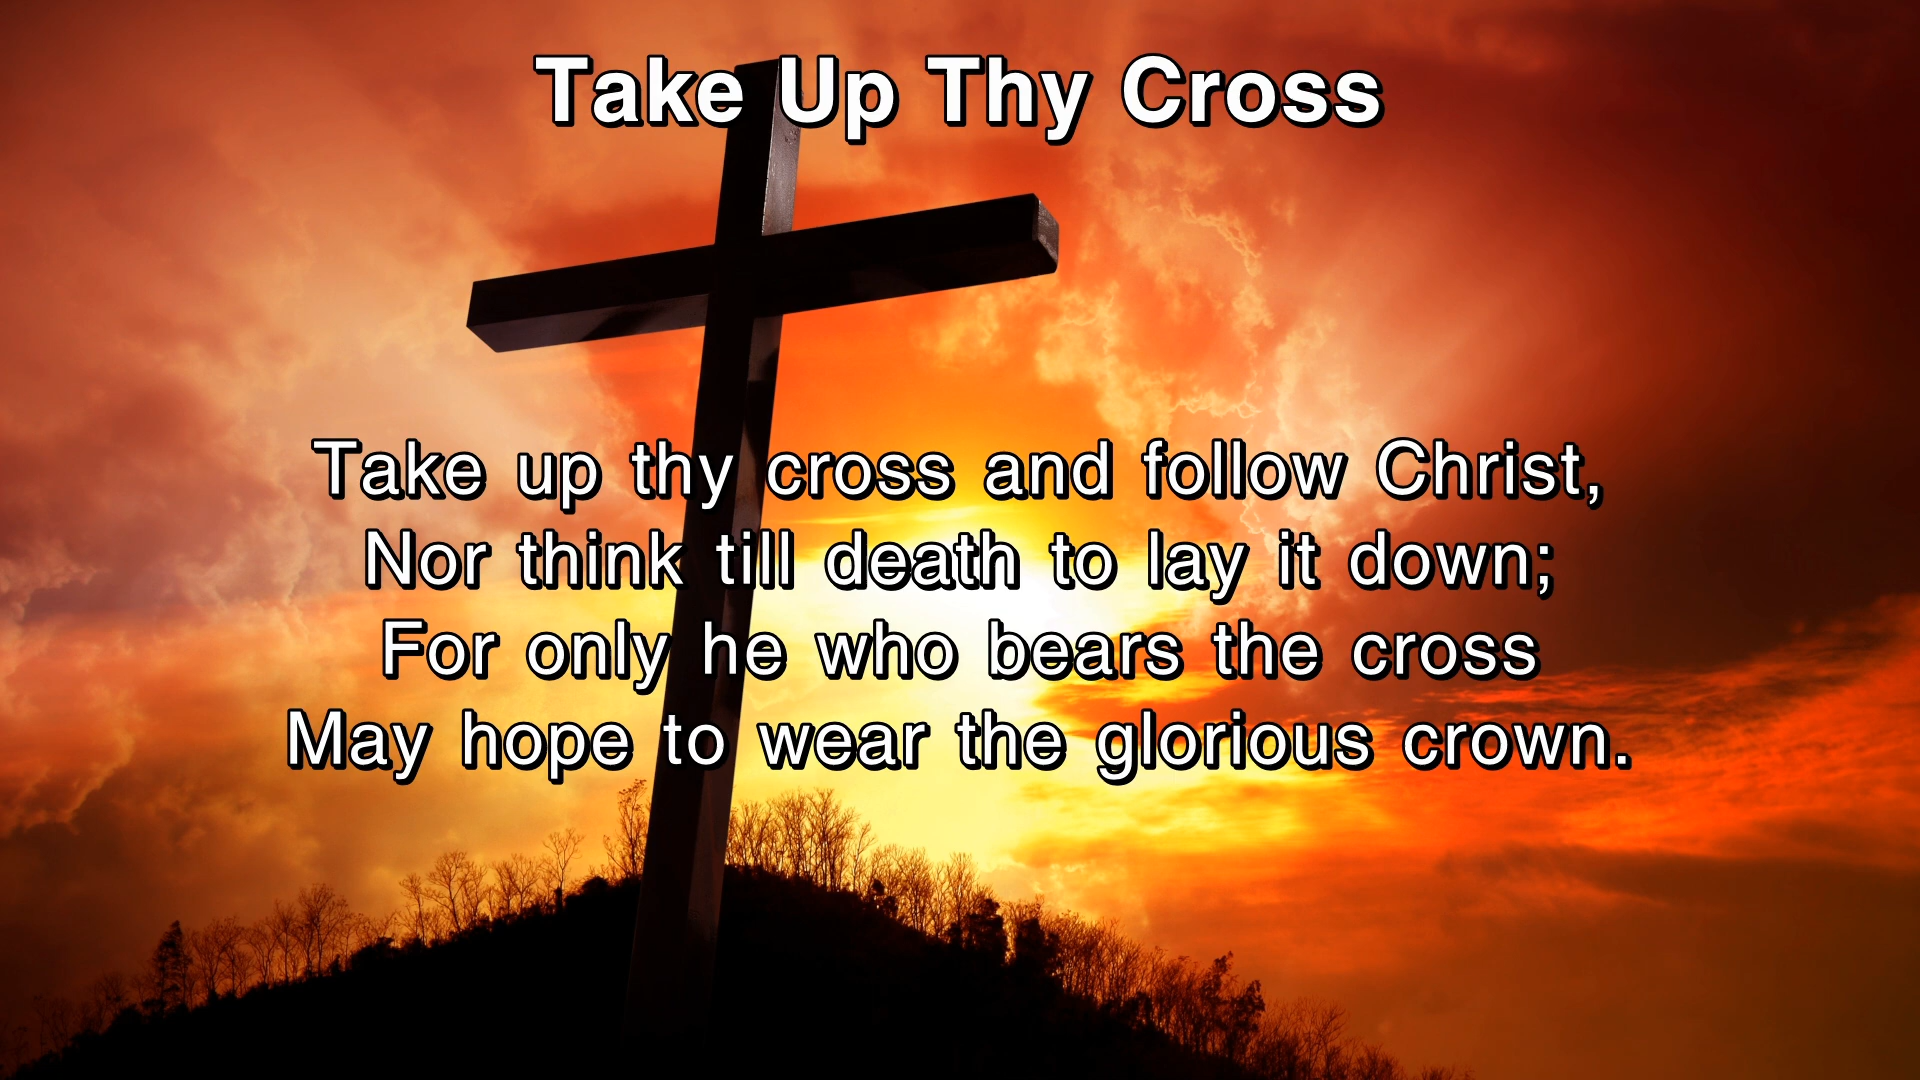 Take Up Thy Cross
Take up thy cross and follow Christ,
Nor think till death to lay it down;
For only he who bears the cross
May hope to wear the glorious crown.